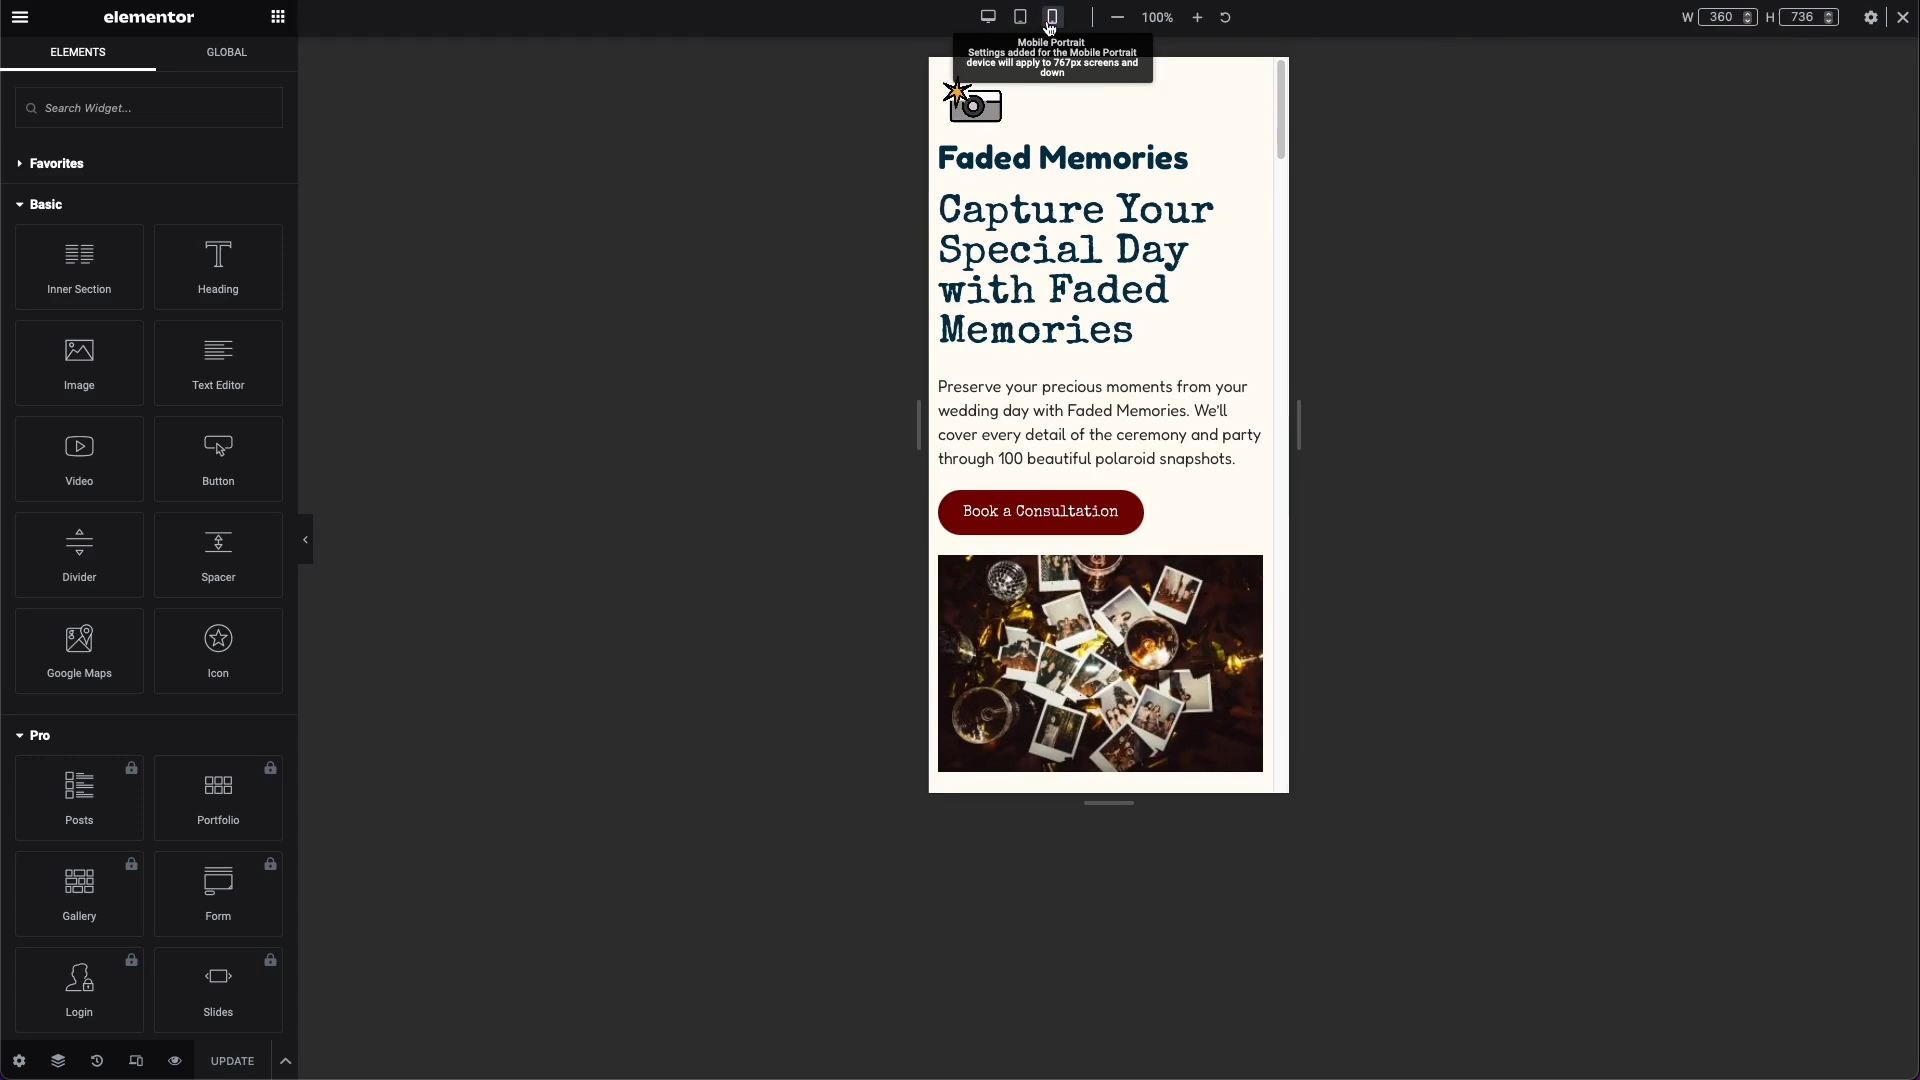 elementor
100%
W 360 H 736
ELEMENTS
GLOBAL
Mobile Portrait
Settings added for the Mobile Portrait
device will apply to 767px screens and
down
Search Widget...
Favorites
Basic
Inner Section
Heading
Image
Text Editor
Video
Button
Divider
Spacer
Google Maps
Icon
Pro
Posts
Portfolio
Gallery
Form
Login
Slides
UPDATE
Faded Memories
Capture Your
Special Day
with Faded
Memories
Preserve your precious moments from your
wedding day with Faded Memories. We'll
cover every detail of the ceremony and party
through 100 beautiful polaroid snapshots.
Book a Consultation